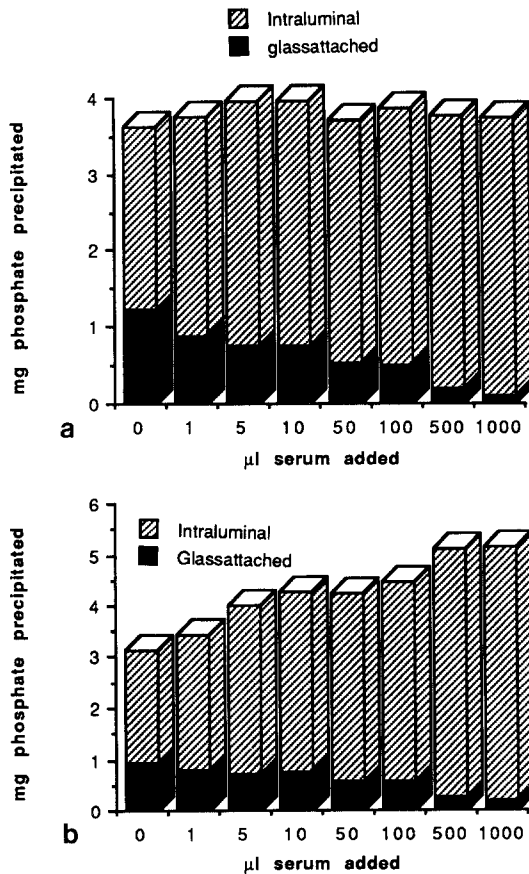 Intraluminal
glassattached
mg phosphate precipitated
4
3
2
1
0
0 1 5 10 50 100 500 1000
µl serum added
a
mg phosphate precipitated
Intraluminal
Glassattached
6
5
4
3
2
1
0
0 1 5 10 50 100 500 1000
µl serum added
b